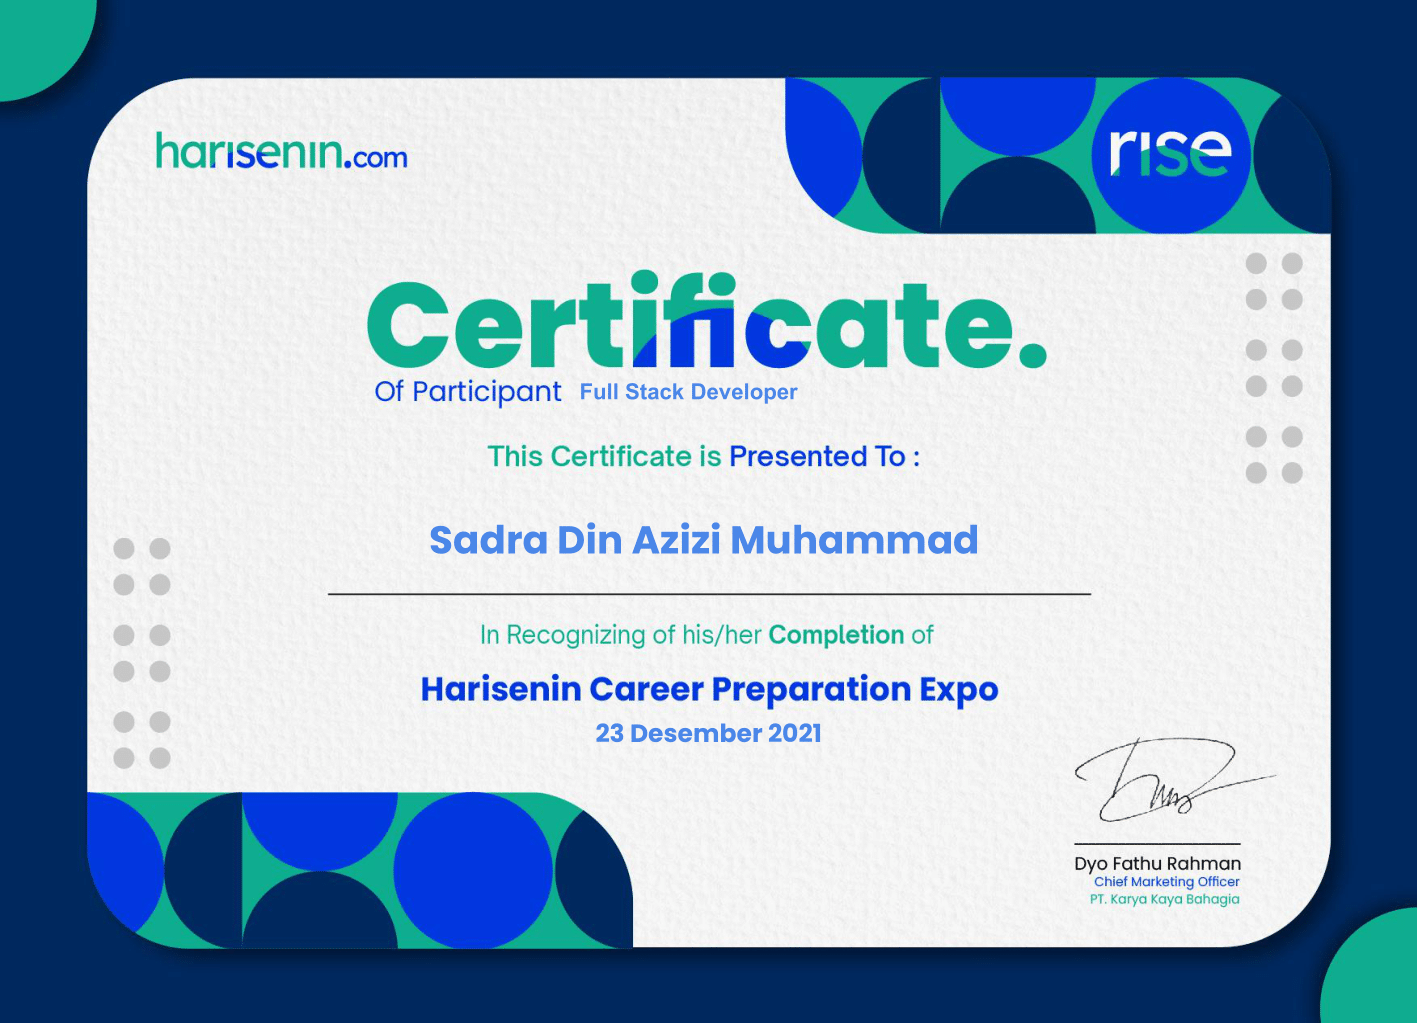 harisenin.com
rise
Certificate.
Of Participant Full Stack Developer
This Certificate is Presented To :
Sadra Din Azizi Muhammad
In Recognizing of his/her Completion of
Harisenin Career Preparation Expo
23 Desember 2021
Dyo Fathu Rahman
Chief Marketing Officer
PT. Karya Kaya Bahagia